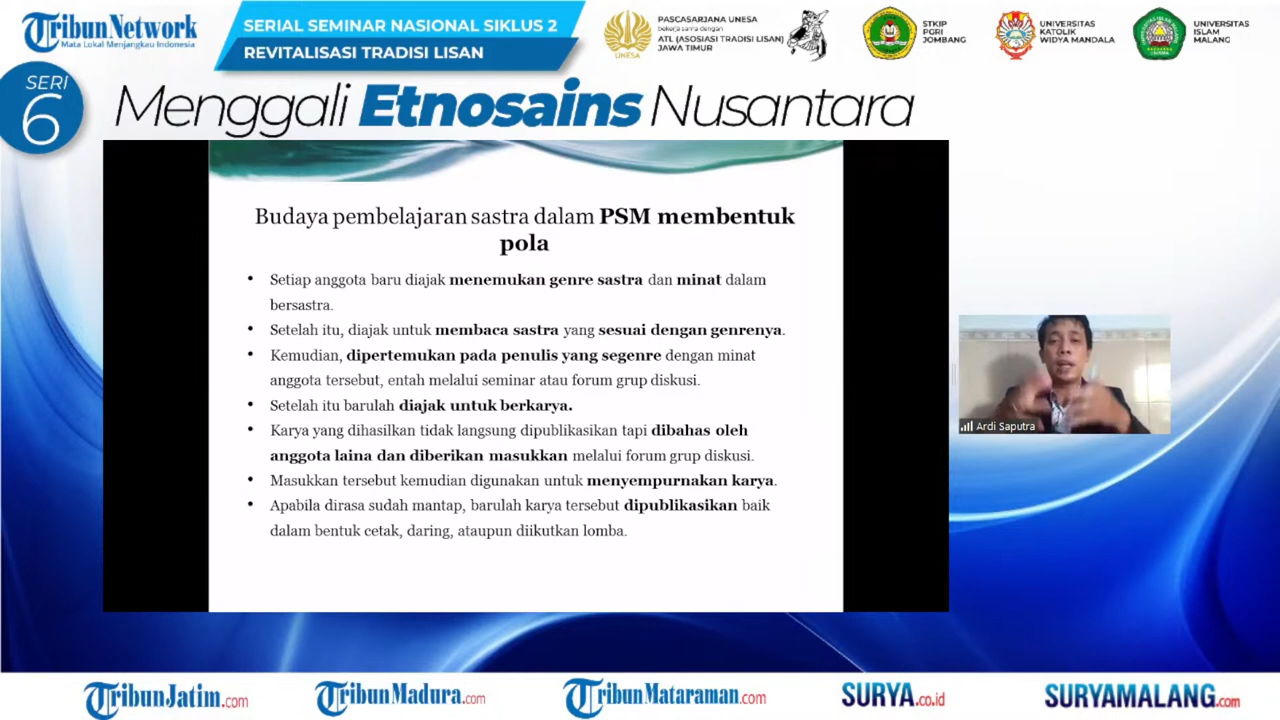 Tribun Network
Mata Lokal Menjangkau Indonesia
SERIAL SEMINAR NASIONAL SIKLUS 2
REVITALISASI TRADISI LISAN
UNESA
PASCASARJANA UNESA
bekerja sama dengan
ATL (ASOSIASI TRADISI LISAN)
JAWA TIMUR
STKIP
PGRI
JOMBANG
UNIVERSITAS
KATOLIK
WIDYA MANDALA
UNIVERSITAS
ISLAM
MALANG
SERI
6
Menggali Etnosains Nusantara
Budaya pembelajaran sastra dalam PSM membentuk
pola
• Setiap anggota baru diajak menemukan genre sastra dan minat dalam
bersastra.
• Setelah itu, diajak untuk membaca sastra yang sesuai dengan genrenya.
• Kemudian, dipertemukan pada penulis yang segenre dengan minat
anggota tersebut, entah melalui seminar atau forum grup diskusi.
• Setelah itu barulah diajak untuk berkarya.
• Karya yang dihasilkan tidak langsung dipublikasikan tapi dibahas oleh
anggota laina dan diberikan masukkan melalui forum grup diskusi.
• Masukkan tersebut kemudian digunakan untuk menyempurnakan karya.
• Apabila dirasa sudah mantap, barulah karya tersebut dipublikasikan baik
dalam bentuk cetak, daring, ataupun diikutkan lomba.
Ardi Saputra
TribunJatim.com
TribunMadura.com
TribunMataraman.com
SURYA.co.id
SURYAMALANG.com